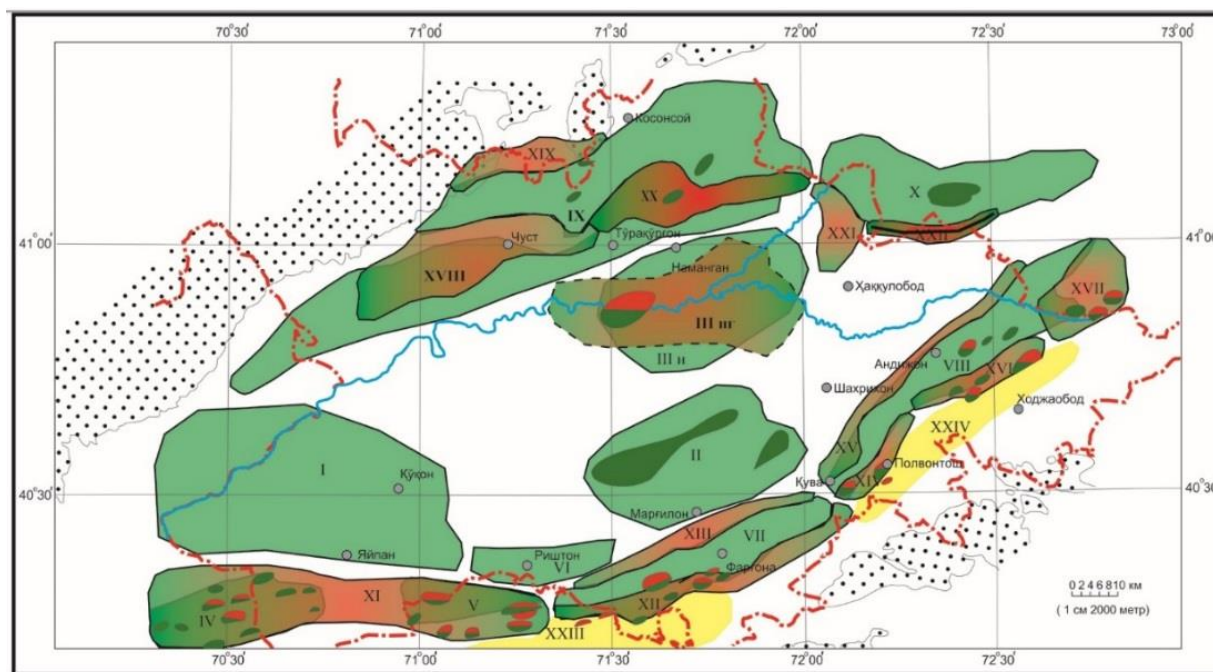 70°30' 71°00' 71°30' 72°00' 72°30' 73°00'
Косонсой
XIX
XX
X
IX
41°00'
Чуст
Тўрақўрғон
XXI
XXII
41°00'
XVIII
Наманган
I
Ҳаққулобод
XVII
III пг
III н
Андижон
VIII
XVI
Шахрихон
Ходжаобод
XXIV
XV
II
I
Қўқон
Полвонтош
Қува
XIV
40°30'
40°30'
Марғилон
XIII
VII
Яйпан
Риштон
VI
Фарғона
0 2 4 6 8 10 км
( 1 см 2000 метр )
IV
XI
V
XII
XXIII
70°30' 71°00' 71°30' 72°00' 72°30'